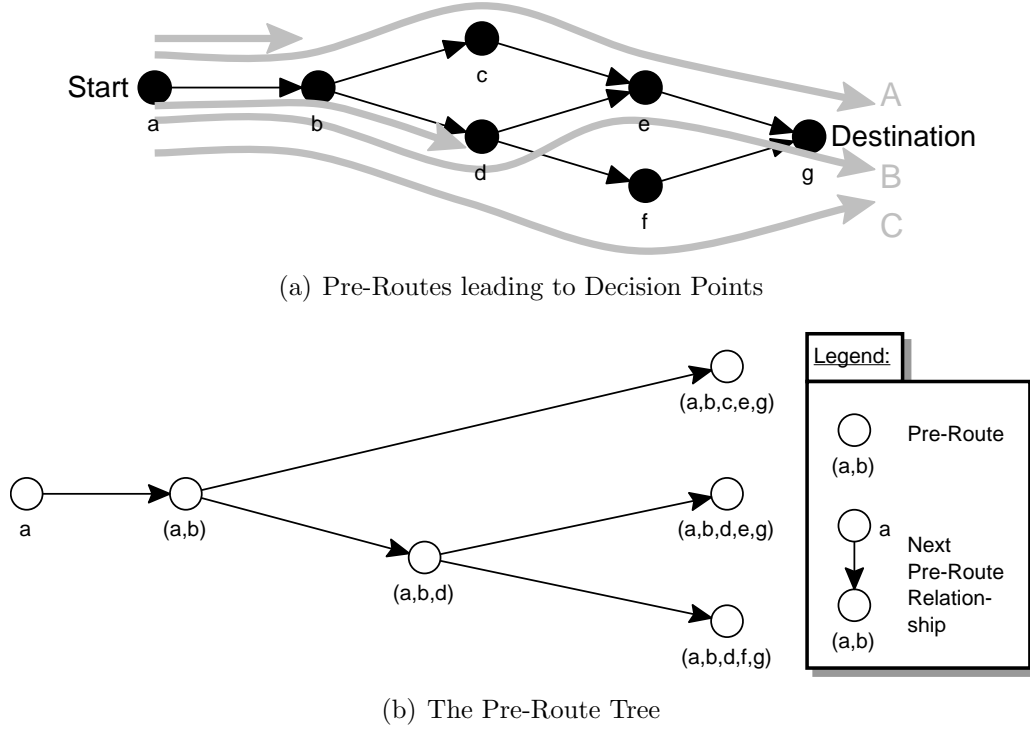 Start
a
b
c
d
e
f
g
Destination
A
B
C
(a) Pre-Routes leading to Decision Points
a
(a,b)
(a,b,d)
(a,b,c,e,g)
(a,b,d,e,g)
(a,b,d,f,g)
Legend:
Pre-Route
(a,b)
a
Next
Pre-Route
Relation-
ship
(a,b)
(b) The Pre-Route Tree